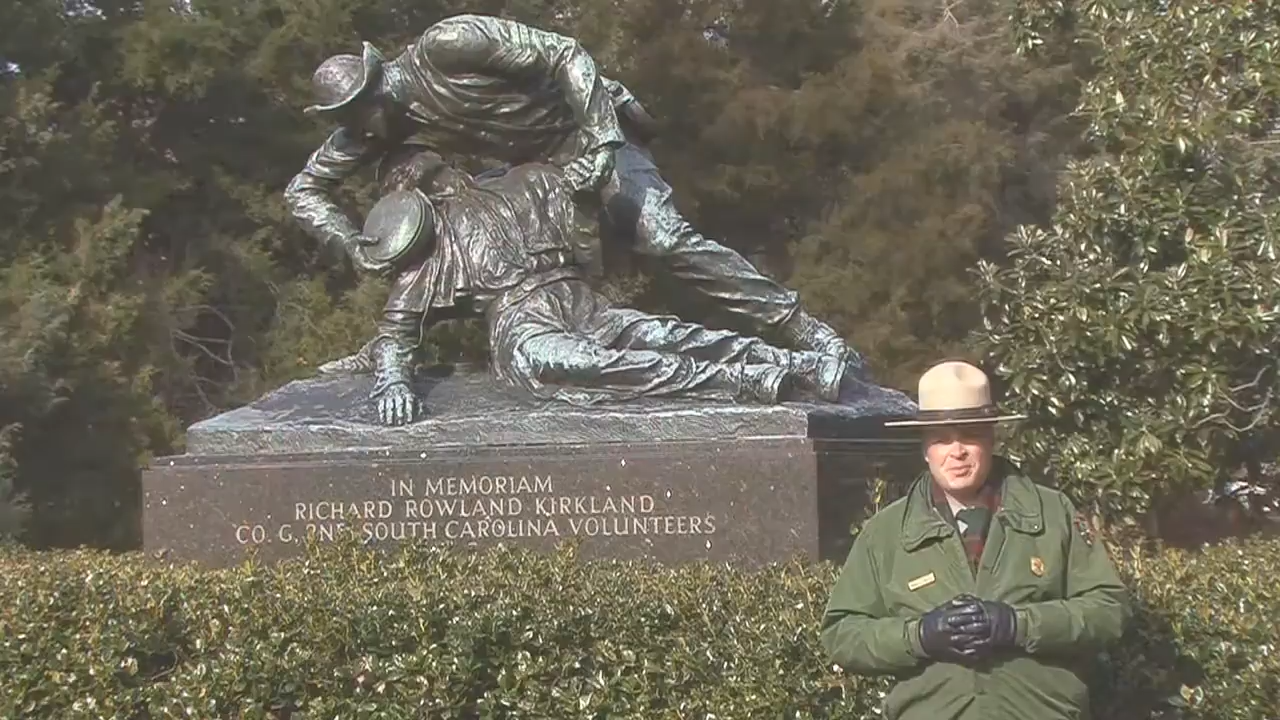 IN MEMORIAM
RICHARD ROWLAND KIRKLAND
CO. G, 2ND SOUTH CAROLINA VOLUNTEERS